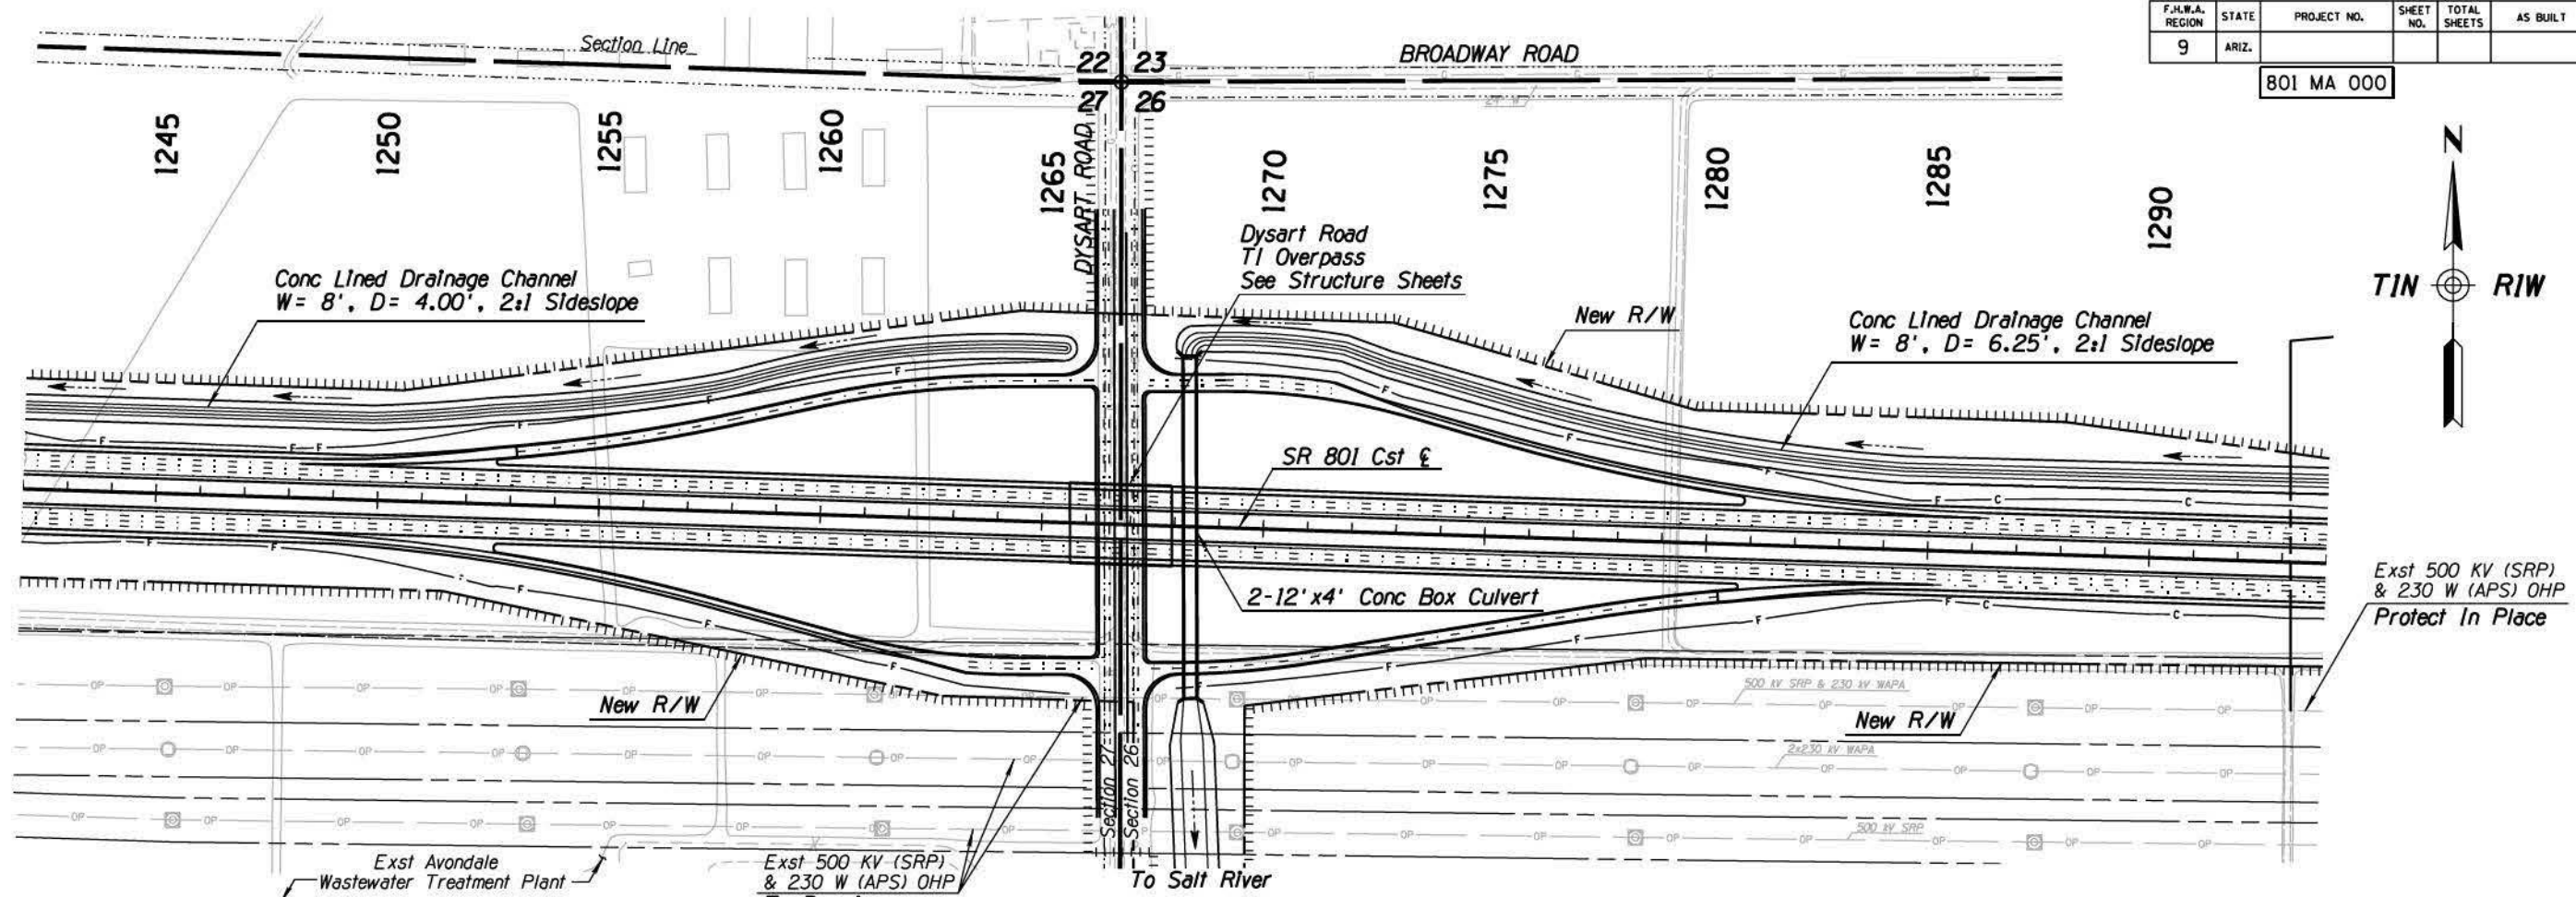 F.H.W.A. REGION
STATE
PROJECT NO.
SHEET NO.
TOTAL SHEETS
AS BUILT
9
ARIZ.
801 MA 000
Section Line
22 23
27 26
BROADWAY ROAD
1245
1250
1255
1260
1265
1270
1275
1280
1285
1290
DYSART ROAD
N
T1N
R1W
Dysart Road
TI Overpass
See Structure Sheets
Conc Lined Drainage Channel
W= 8', D= 4.00', 2:1 Sideslope
New R/W
Conc Lined Drainage Channel
W= 8', D= 6.25', 2:1 Sideslope
SR 801 Cst ℄
2-12'x4' Conc Box Culvert
Exst 500 KV (SRP)
& 230 W (APS) OHP
Protect In Place
New R/W
500 kV SRP & 230 kV WAPA
New R/W
2x230 kV WAPA
Section 27
Section 26
500 kV SRP
Exst Avondale
Wastewater Treatment Plant
Exst 500 KV (SRP)
& 230 W (APS) OHP
To Salt River